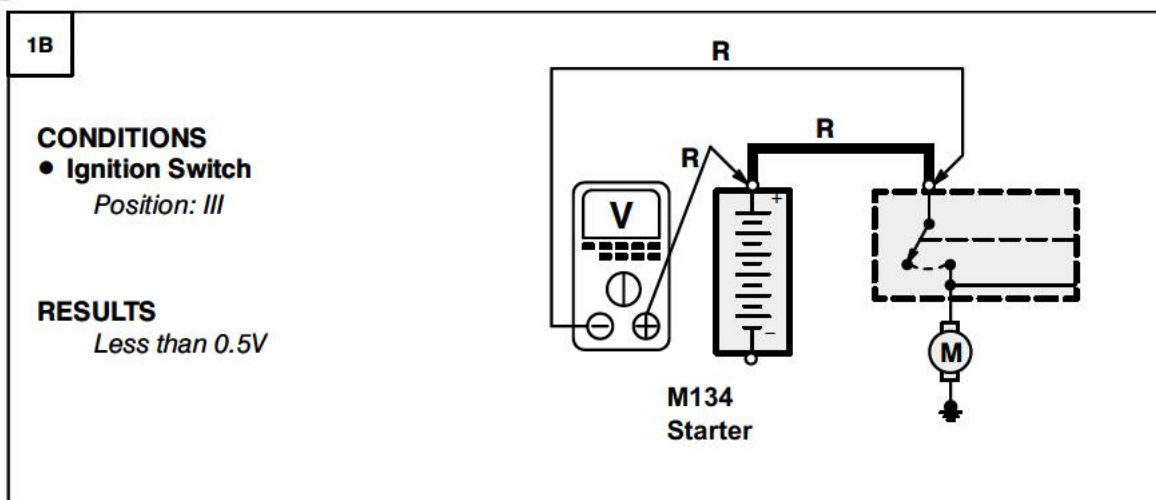 1B
CONDITIONS
● Ignition Switch
Position: III
RESULTS
Less than 0.5V
R
R
R
V
+
−
− +
M
M134
Starter